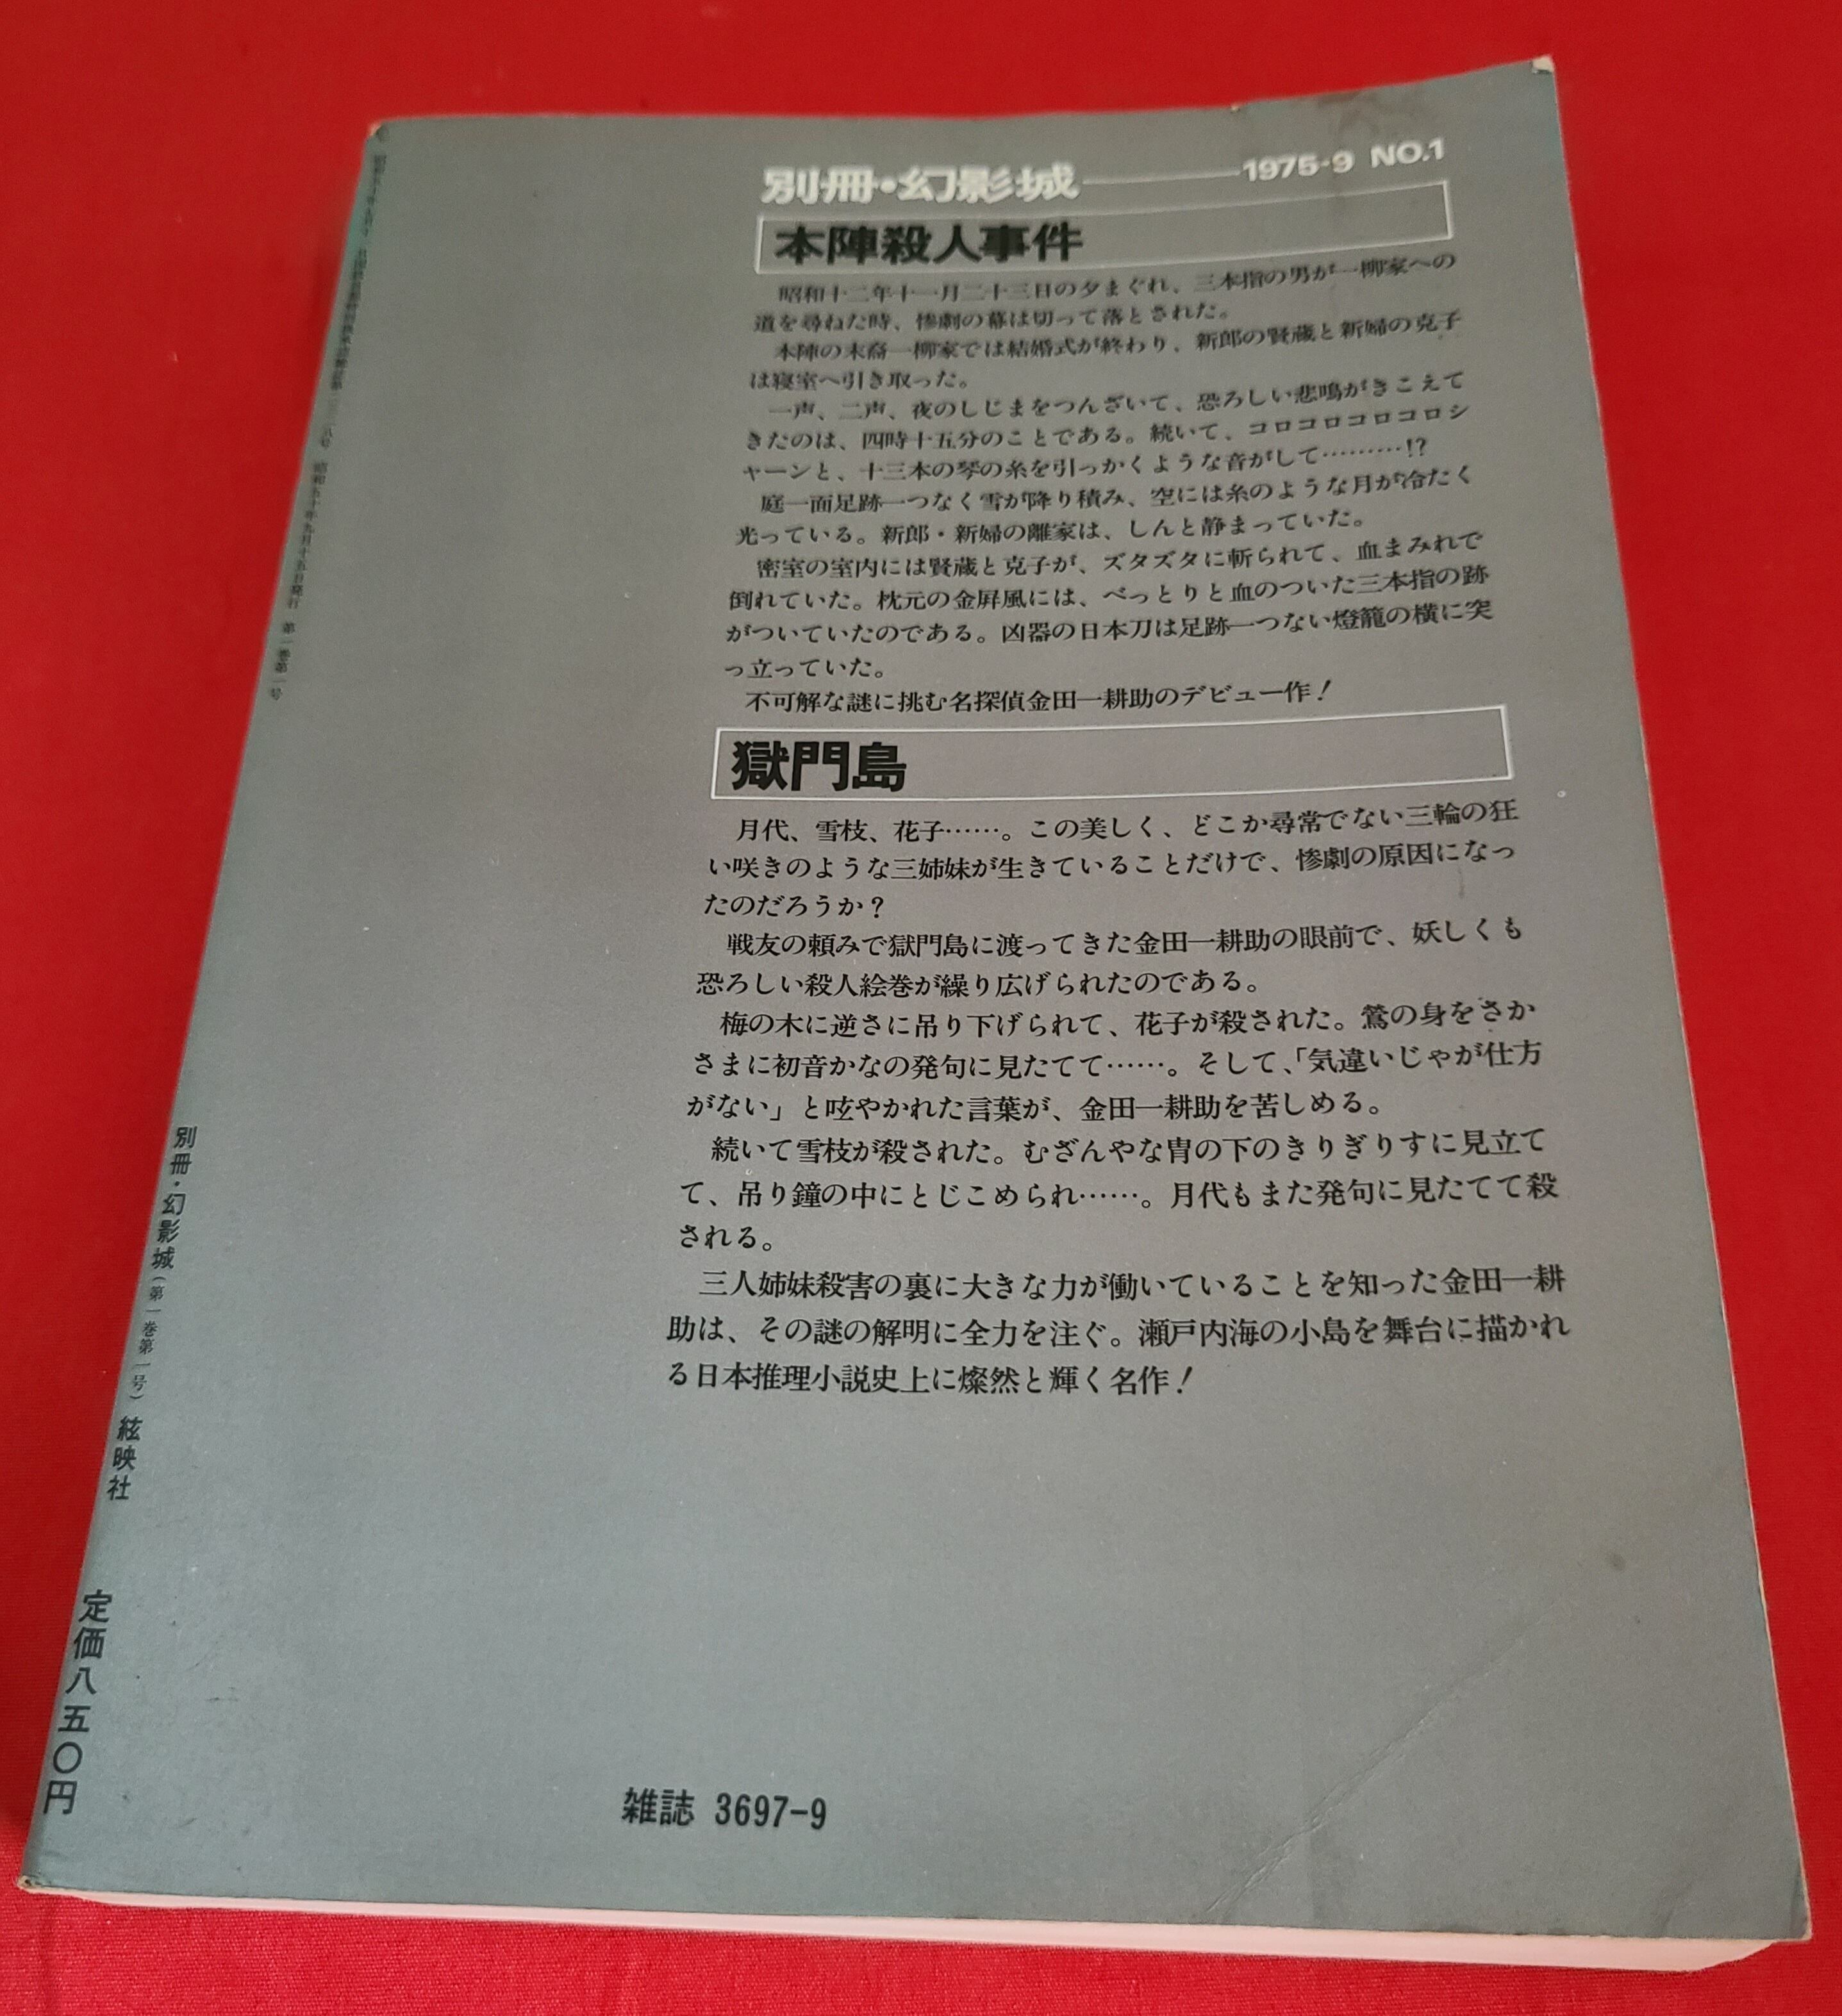 別冊・幻影城 1975-9 NO.1
本陣殺人事件
昭和十二年十一月二十三日の夕まぐれ、三本指の男が一柳家への
道を尋ねた時、惨劇の幕は切って落とされた。
本陣の末裔一柳家では結婚式が終わり、新郎の賢蔵と新婦の克子
は寝室へ引き取った。
一声、二声、夜のしじまをつんざいて、恐ろしい悲鳴がきこえて
きたのは、四時十五分のことである。続いて、コロコロコロコロシ
ャーンと、十三本の琴の糸を引っかくような音がして………!?
庭一面足跡一つなく雪が降り積み、空には糸のような月が冷たく
光っている。新郎・新婦の離家は、しんと静まっていた。
密室の室内には賢蔵と克子が、ズタズタに斬られて、血まみれで
倒れていた。枕元の金屏風には、べっとりと血のついた三本指の跡
がついていたのである。凶器の日本刀は足跡一つない燈籠の横に突
っ立っていた。
不可解な謎に挑む名探偵金田一耕助のデビュー作！
獄門島
月代、雪枝、花子……。この美しく、どこか尋常でない三輪の狂
い咲きのような三姉妹が生きていることだけで、惨劇の原因になっ
たのだろうか？
戦友の頼みで獄門島に渡ってきた金田一耕助の眼前で、妖しくも
恐ろしい殺人絵巻が繰り広げられたのである。
梅の木に逆さに吊り下げられて、花子が殺された。鶯の身をさか
さまに初音かなの発句に見たてて……。そして、「気違いじゃが仕方
がない」と呟やかれた言葉が、金田一耕助を苦しめる。
続いて雪枝が殺された。むざんやな冑の下のきりぎりすに見立て
て、吊り鐘の中にとじこめられ……。月代もまた発句に見たてて殺
される。
三人姉妹殺害の裏に大きな力が働いていることを知った金田一耕
助は、その謎の解明に全力を注ぐ。瀬戸内海の小島を舞台に描かれ
る日本推理小説史上に燦然と輝く名作！
昭和五十年九月十五日発行 第一巻第一号
別冊・幻影城（第一巻第一号）絃映社
定価八五〇円
雑誌 3697-9